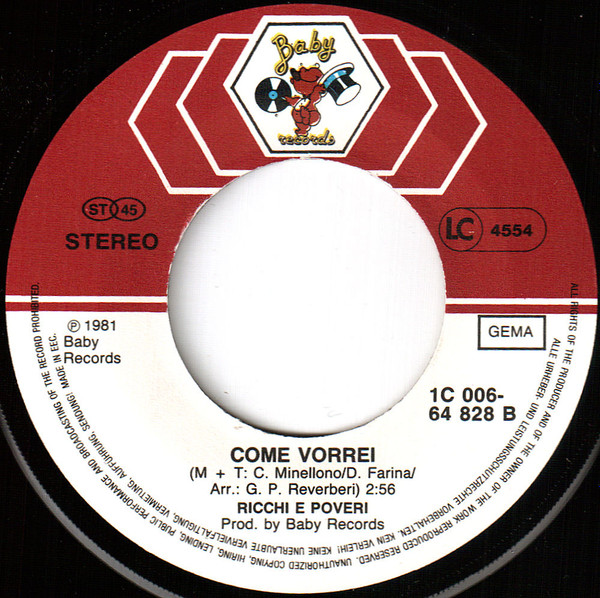 Baby
records
ST 45
STEREO
LC 4554
℗ 1981
Baby
Records
GEMA
1C 006-
64 828 B
COME VORREI
(M + T: C. Minellono/D. Farina/
Arr.: G. P. Reverberi) 2:56
RICCHI E POVERI
Prod. by Baby Records
ALL RIGHTS OF THE PRODUCER AND OF THE OWNER OF THE WORK REPRODUCED RESERVED. UNAUTHORIZED COPYING, HIRING, LENDING, PUBLIC PERFORMANCE AND BROADCASTING OF THE RECORD PROHIBITED.
ALLE URHEBER- UND LEISTUNGSSCHUTZRECHTE VORBEHALTEN. KEIN VERLEIH! KEINE UNERLAUBTE VERVIELFÄLTIGUNG, VERMIETUNG, AUFFÜHRUNG, SENDUNG! MADE IN EEC.